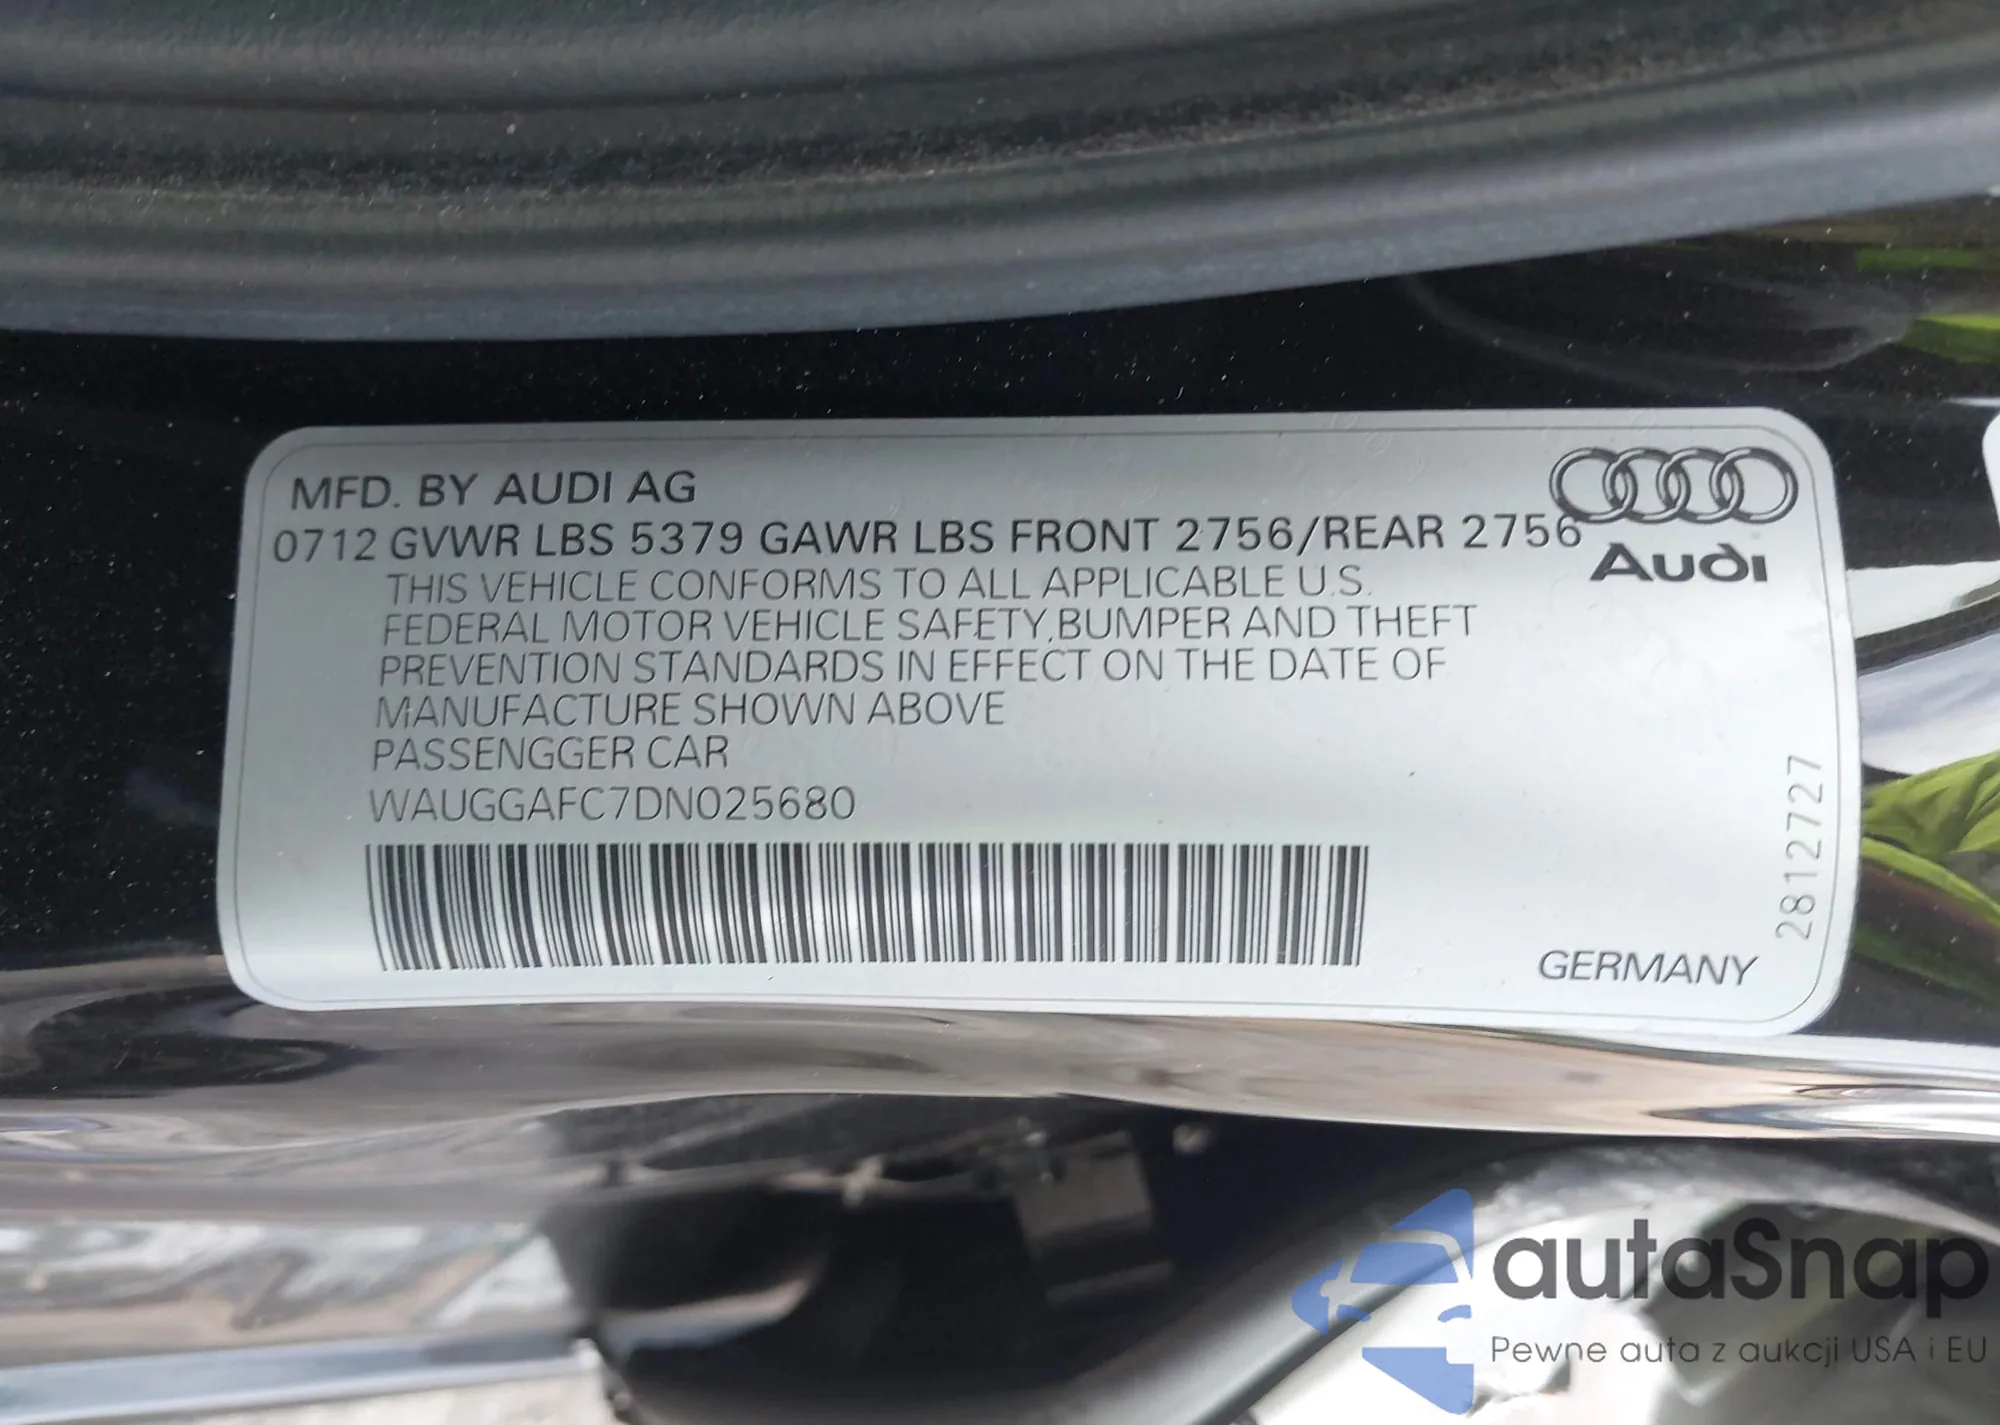 MFD. BY AUDI AG
0712 GVWR LBS 5379 GAWR LBS FRONT 2756/REAR 2756
Audi
THIS VEHICLE CONFORMS TO ALL APPLICABLE U.S.
FEDERAL MOTOR VEHICLE SAFETY,BUMPER AND THEFT
PREVENTION STANDARDS IN EFFECT ON THE DATE OF
MANUFACTURE SHOWN ABOVE
PASSENGGER CAR
WAUGGAFC7DN025680
2812727
GERMANY
autaSnap
Pewne auta z aukcji USA i EU